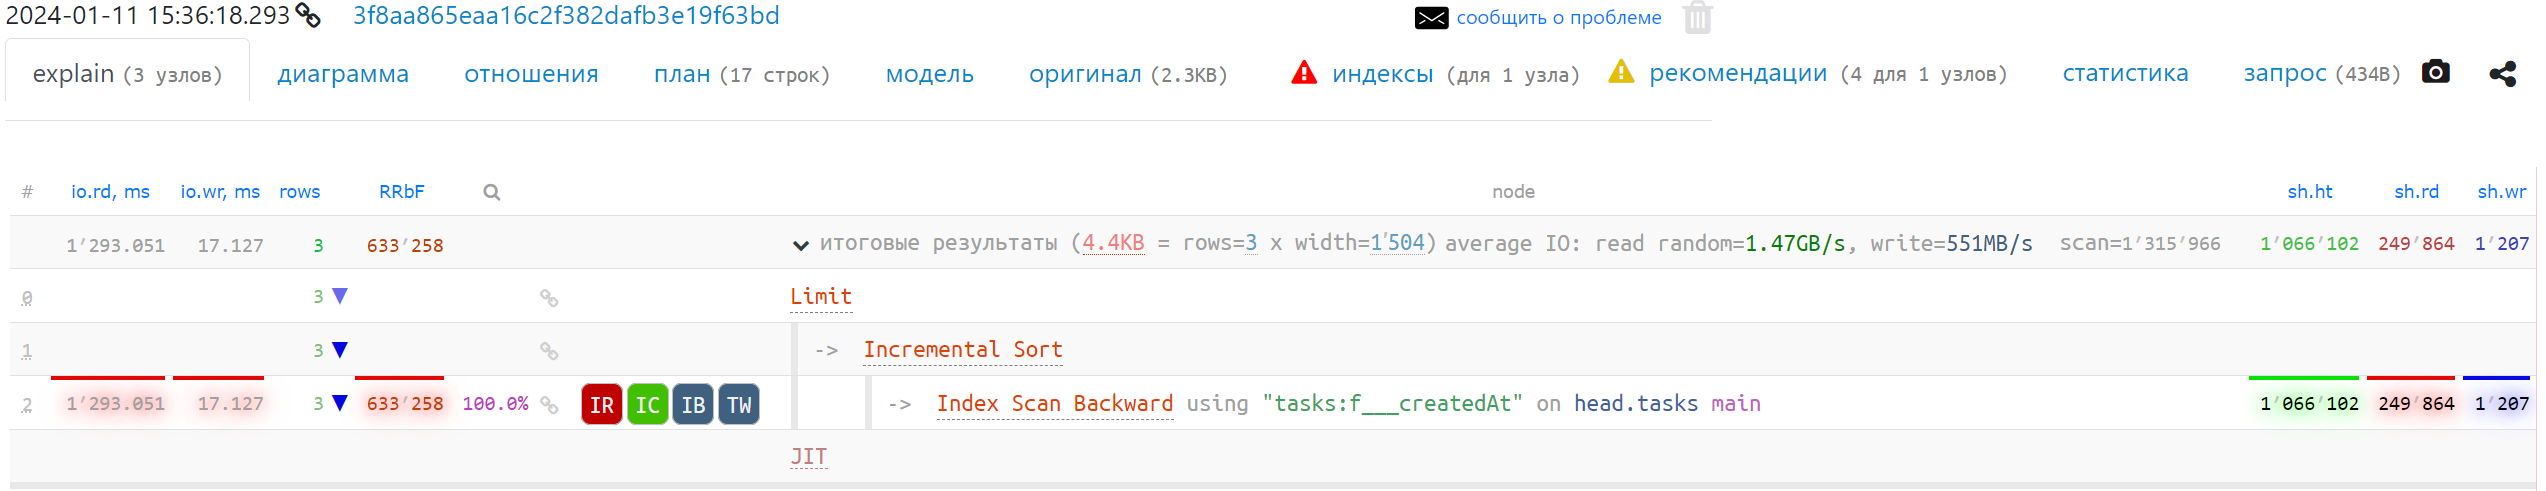 2024-01-11 15:36:18.293 3f8aa865eaa16c2f382dafb3e19f63bd сообщить о проблеме
explain (3 узлов) диаграмма отношения план (17 строк) модель оригинал (2.3KB) индексы (для 1 узла) рекомендации (4 для 1 узлов) статистика запрос (434B)
# io.rd, ms io.wr, ms rows RRbF node sh.ht sh.rd sh.wr
1'293.051 17.127 3 633'258 итоговые результаты (4.4KB = rows=3 x width=1'504) average IO: read random=1.47GB/s, write=551MB/s scan=1'315'966 1'066'102 249'864 1'207
0 3 Limit
1 3 -> Incremental Sort
2 1'293.051 17.127 3 633'258 100.0% IR IC IB TW -> Index Scan Backward using "tasks:f___createdAt" on head.tasks main 1'066'102 249'864 1'207
JIT